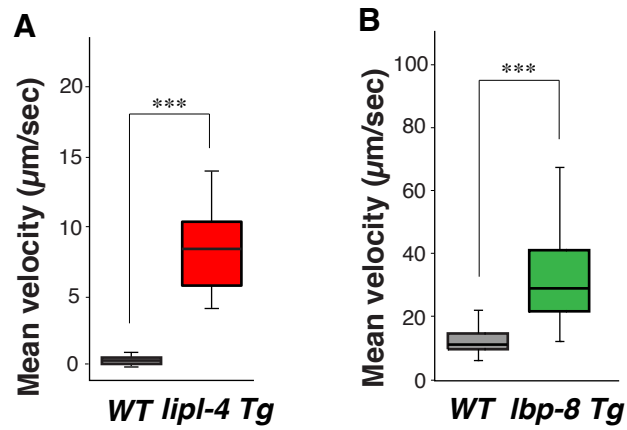 A
Mean velocity (µm/sec)
20
15
10
5
0
***
WT lipl-4 Tg
B
Mean velocity (µm/sec)
100
80
60
40
20
0
***
WT lbp-8 Tg